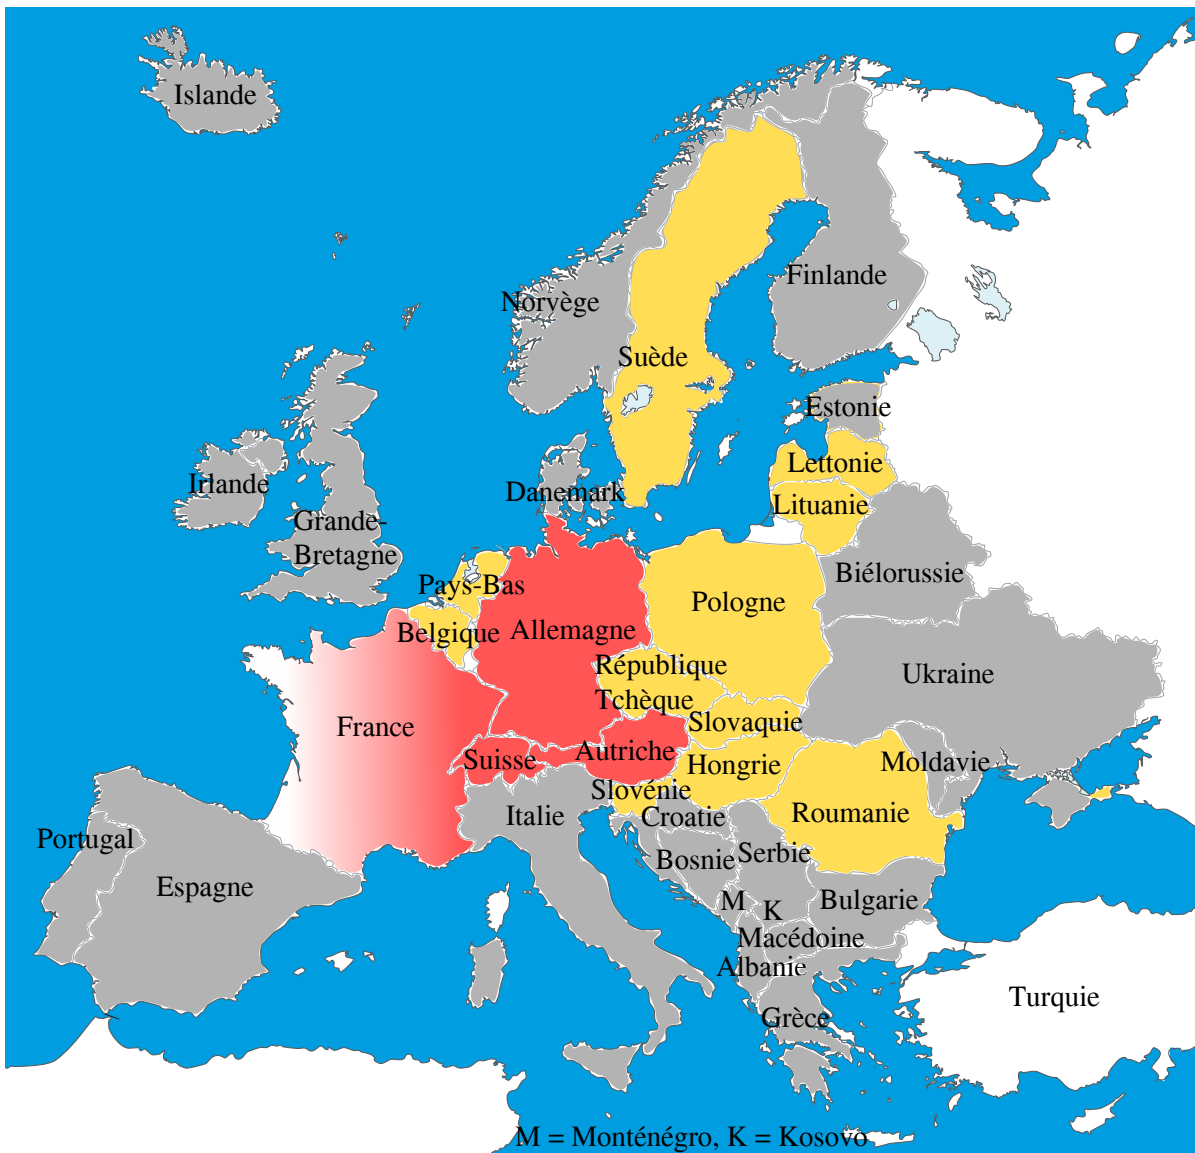 Islande
Finlande
Norvège
Suède
Estonie
Lettonie
Irlande
Danemark
Lituanie
Grande-
Bretagne
Biélorussie
Pays-Bas
Pologne
Belgique
Allemagne
République
Tchèque
Ukraine
Slovaquie
France
Autriche
Suisse
Hongrie
Moldavie
Slovénie
Italie
Croatie
Roumanie
Portugal
Bosnie
Serbie
Espagne
M
K
Bulgarie
Macédoine
Albanie
Turquie
Grèce
M = Monténégro, K = Kosovo